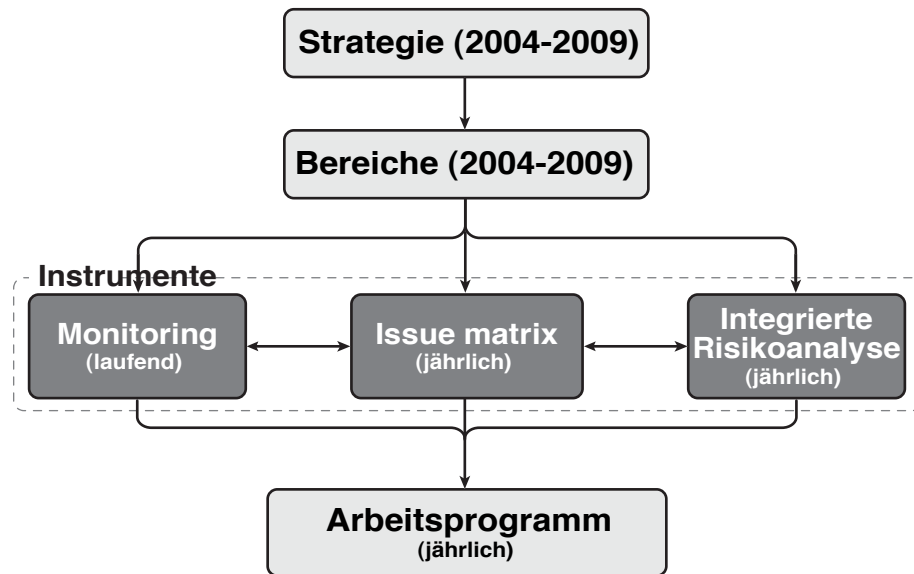 Strategie (2004-2009)
Bereiche (2004-2009)
Instrumente
Monitoring
(laufend)
Issue matrix
(jährlich)
Integrierte
Risikoanalyse
(jährlich)
Arbeitsprogramm
(jährlich)